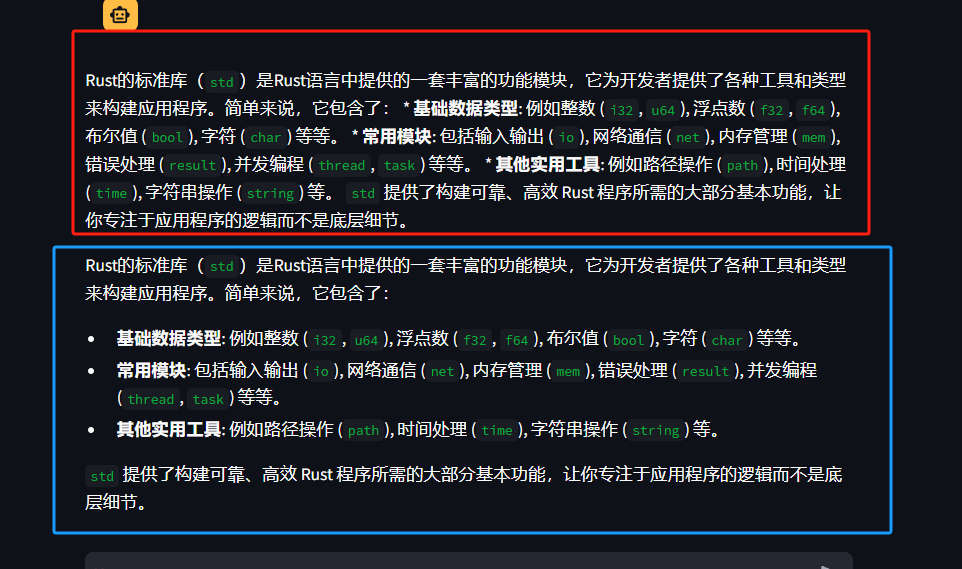 Rust的标准库（std）是Rust语言中提供的一套丰富的功能模块，它为开发者提供了各种工具和类型
来构建应用程序。简单来说，它包含了： * 基础数据类型: 例如整数 ( i32 , u64 ), 浮点数 ( f32 , f64 ),
布尔值 ( bool ), 字符 ( char ) 等等。 * 常用模块: 包括输入输出 ( io ), 网络通信 ( net ), 内存管理 ( mem ),
错误处理 ( result ), 并发编程 ( thread , task ) 等等。 * 其他实用工具: 例如路径操作 ( path ), 时间处理
( time ), 字符串操作 ( string ) 等。 std 提供了构建可靠、高效 Rust 程序所需的大部分基本功能，让
你专注于应用程序的逻辑而不是底层细节。
Rust的标准库（std）是Rust语言中提供的一套丰富的功能模块，它为开发者提供了各种工具和类型
来构建应用程序。简单来说，它包含了：
• 基础数据类型: 例如整数 ( i32 , u64 ), 浮点数 ( f32 , f64 ), 布尔值 ( bool ), 字符 ( char ) 等等。
• 常用模块: 包括输入输出 ( io ), 网络通信 ( net ), 内存管理 ( mem ), 错误处理 ( result ), 并发编程
( thread , task ) 等等。
• 其他实用工具: 例如路径操作 ( path ), 时间处理 ( time ), 字符串操作 ( string ) 等。
std 提供了构建可靠、高效 Rust 程序所需的大部分基本功能，让你专注于应用程序的逻辑而不是底
层细节。